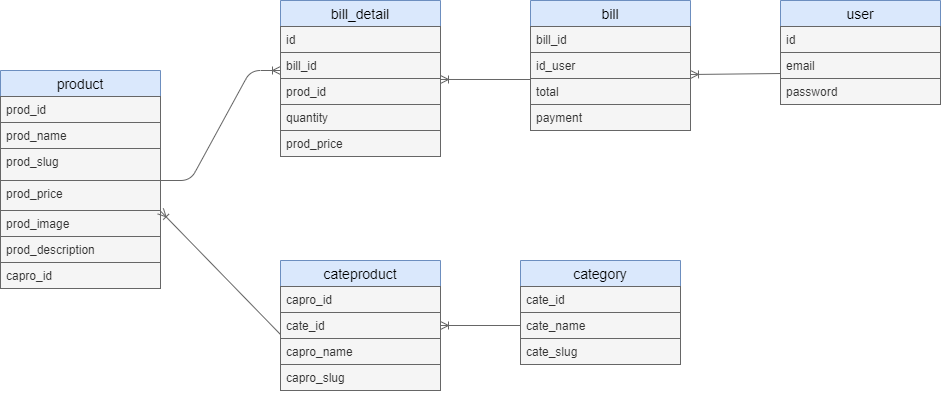 bill_detail
id
bill_id
prod_id
quantity
prod_price
bill
bill_id
id_user
total
payment
user
id
email
password
product
prod_id
prod_name
prod_slug
prod_price
prod_image
prod_description
capro_id
cateproduct
capro_id
cate_id
capro_name
capro_slug
category
cate_id
cate_name
cate_slug